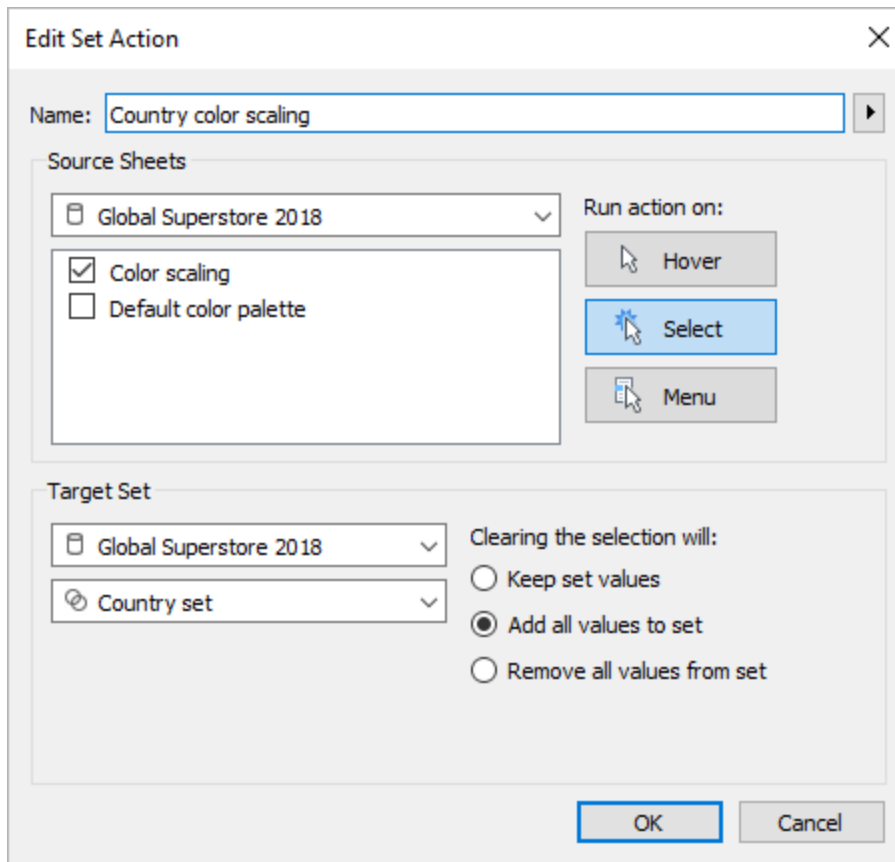 Edit Set Action
Name: Country color scaling
Source Sheets
Global Superstore 2018
Color scaling
Default color palette
Run action on:
Hover
Select
Menu
Target Set
Global Superstore 2018
Country set
Clearing the selection will:
Keep set values
Add all values to set
Remove all values from set
OK
Cancel